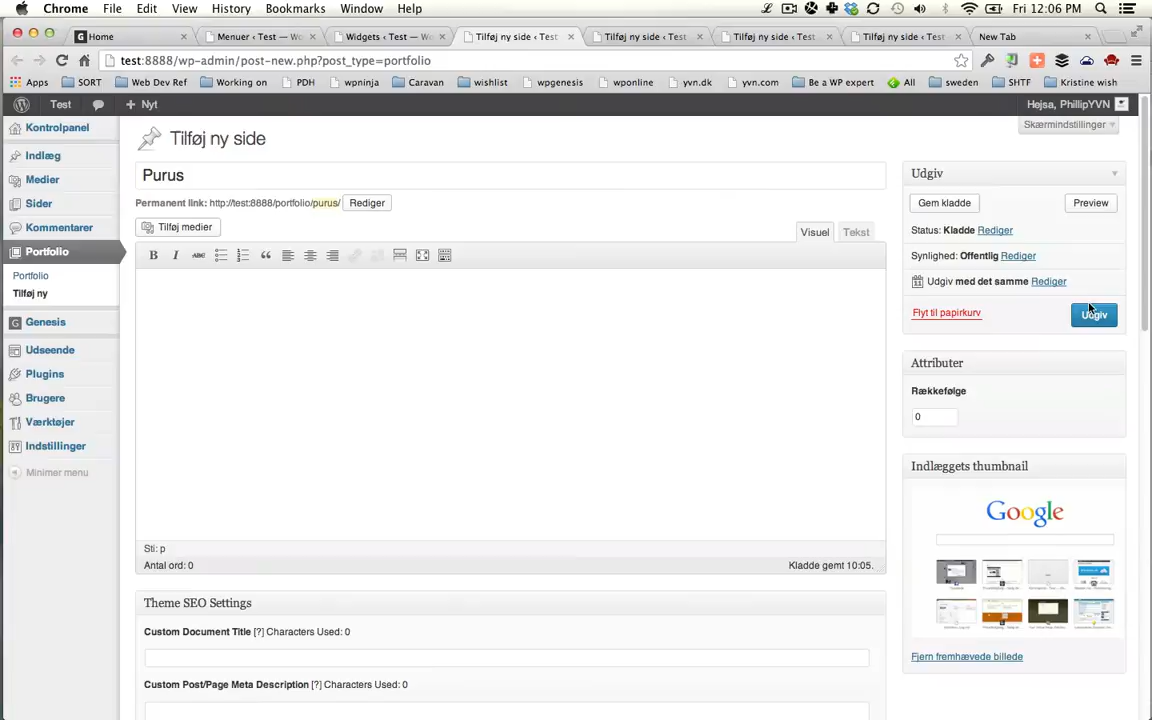 Chrome File Edit View History Bookmarks Window Help Fri 12:06 PM
Home Menuer ‹ Test — Wo Widgets ‹ Test — W Tilføj ny side ‹ Test Tilføj ny side ‹ Test Tilføj ny side ‹ Test Tilføj ny side ‹ Test New Tab
test:8888/wp-admin/post-new.php?post_type=portfolio
Apps SORT Web Dev Ref Working on PDH wpninja Caravan wishlist wpgenesis wponline yvn.dk yvn.com Be a WP expert All sweden SHTF Kristine wish
Test + Nyt Hejsa, PhillipYVN
Skærmindstillinger
Kontrolpanel
Indlæg
Medier
Sider
Kommentarer
Portfolio
Portfolio
Tilføj ny
Genesis
Udseende
Plugins
Brugere
Værktøjer
Indstillinger
Minimer menu
Tilføj ny side
Purus
Permanent link: http://test:8888/portfolio/purus/ Rediger
Tilføj medier
Visuel Tekst
B I ABC
Sti: p
Antal ord: 0 Kladde gemt 10:05.
Theme SEO Settings
Custom Document Title [?] Characters Used: 0
Custom Post/Page Meta Description [?] Characters Used: 0
Udgiv
Gem kladde Preview
Status: Kladde Rediger
Synlighed: Offentlig Rediger
Udgiv med det samme Rediger
Flyt til papirkurv Udgiv
Attributer
Rækkefølge
0
Indlæggets thumbnail
Google
Fjern fremhævede billede